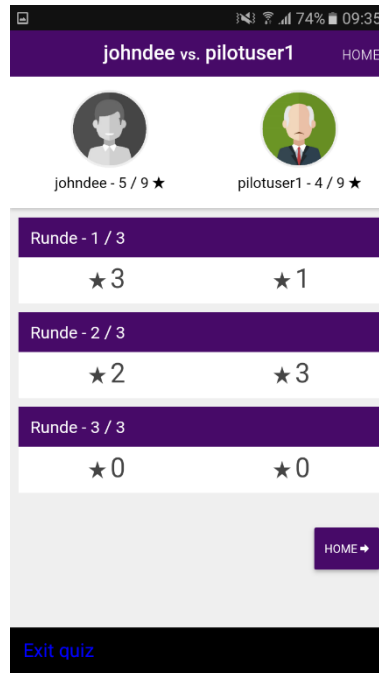 74% 09:35
johndee vs. pilotuser1 HOME
johndee - 5 / 9 ★ pilotuser1 - 4 / 9 ★
Runde - 1 / 3
★ 3 ★ 1
Runde - 2 / 3
★ 2 ★ 3
Runde - 3 / 3
★ 0 ★ 0
HOME
Exit quiz